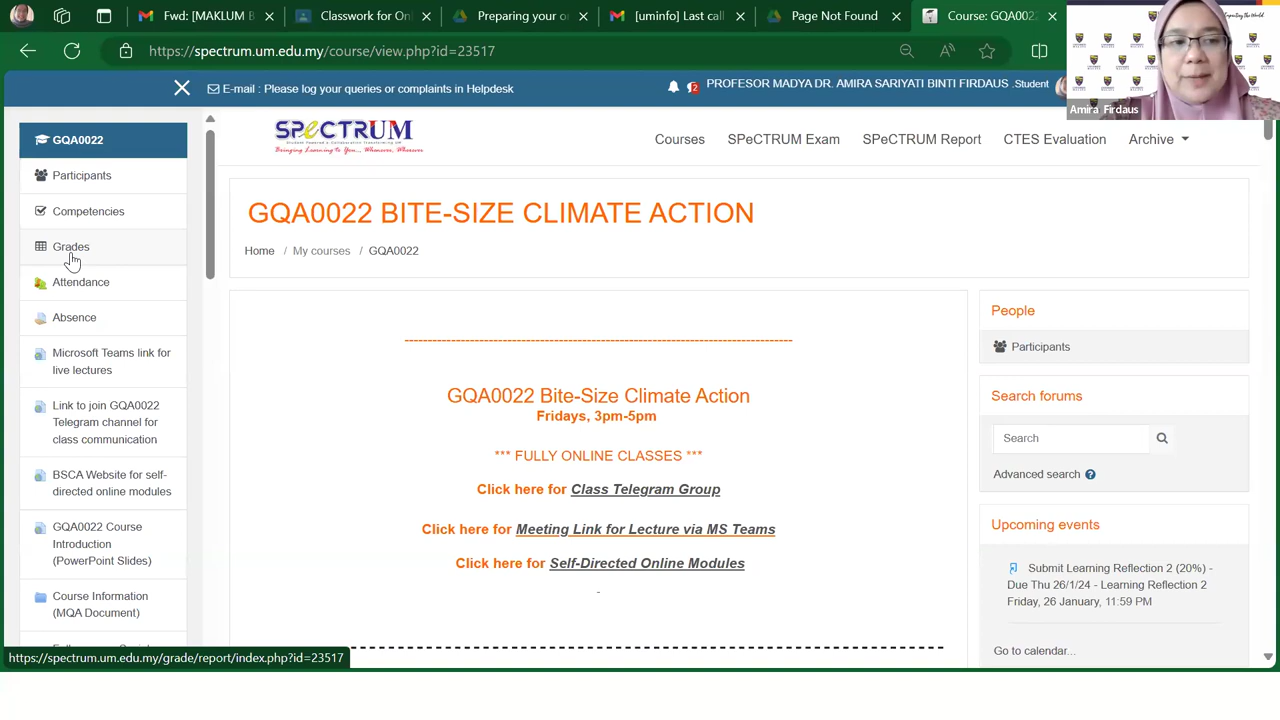 Fwd: [MAKLUM B
Classwork for Onl
Preparing your on
[uminfo] Last call
Page Not Found
Course: GQA0022
https://spectrum.um.edu.my/course/view.php?id=23517
E-mail : Please log your queries or complaints in Helpdesk
2
PROFESOR MADYA DR. AMIRA SARIYATI BINTI FIRDAUS .Student
Amira Firdaus
GQA0022
Participants
Competencies
Grades
Attendance
Absence
Microsoft Teams link for
live lectures
Link to join GQA0022
Telegram channel for
class communication
BSCA Website for self-
directed online modules
GQA0022 Course
Introduction
(PowerPoint Slides)
Course Information
(MQA Document)
https://spectrum.um.edu.my/grade/report/index.php?id=23517
SPeCTRUM
Bringing Learning to You... Whenever, Wherever
Courses
SPeCTRUM Exam
SPeCTRUM Report
CTES Evaluation
Archive
GQA0022 BITE-SIZE CLIMATE ACTION
Home / My courses / GQA0022
GQA0022 Bite-Size Climate Action
Fridays, 3pm-5pm
*** FULLY ONLINE CLASSES ***
Click here for Class Telegram Group
Click here for Meeting Link for Lecture via MS Teams
Click here for Self-Directed Online Modules
People
Participants
Search forums
Search
Advanced search
Upcoming events
Submit Learning Reflection 2 (20%) -
Due Thu 26/1/24 - Learning Reflection 2
Friday, 26 January, 11:59 PM
Go to calendar...